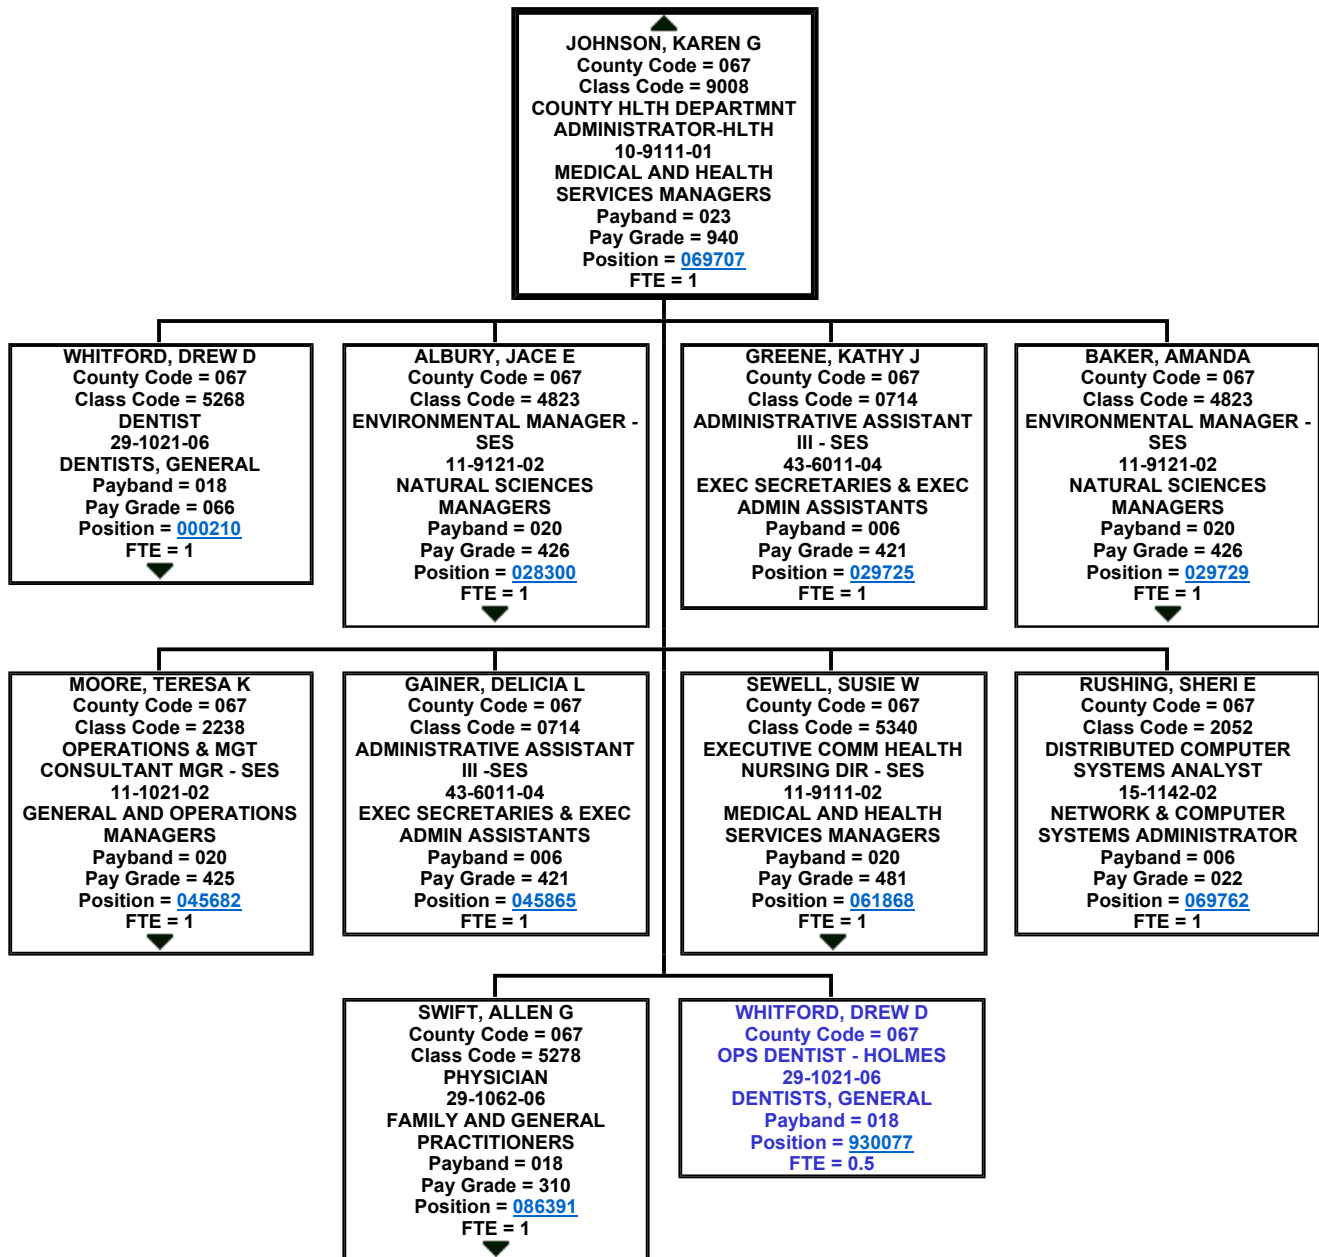 JOHNSON, KAREN G
County Code = 067
Class Code = 9008
COUNTY HLTH DEPARTMNT
ADMINISTRATOR-HLTH
10-9111-01
MEDICAL AND HEALTH
SERVICES MANAGERS
Payband = 023
Pay Grade = 940
Position = 069707
FTE = 1
WHITFORD, DREW D
County Code = 067
Class Code = 5268
DENTIST
29-1021-06
DENTISTS, GENERAL
Payband = 018
Pay Grade = 066
Position = 000210
FTE = 1
ALBURY, JACE E
County Code = 067
Class Code = 4823
ENVIRONMENTAL MANAGER -
SES
11-9121-02
NATURAL SCIENCES
MANAGERS
Payband = 020
Pay Grade = 426
Position = 028300
FTE = 1
GREENE, KATHY J
County Code = 067
Class Code = 0714
ADMINISTRATIVE ASSISTANT
III - SES
43-6011-04
EXEC SECRETARIES & EXEC
ADMIN ASSISTANTS
Payband = 006
Pay Grade = 421
Position = 029725
FTE = 1
BAKER, AMANDA
County Code = 067
Class Code = 4823
ENVIRONMENTAL MANAGER -
SES
11-9121-02
NATURAL SCIENCES
MANAGERS
Payband = 020
Pay Grade = 426
Position = 029729
FTE = 1
MOORE, TERESA K
County Code = 067
Class Code = 2238
OPERATIONS & MGT
CONSULTANT MGR - SES
11-1021-02
GENERAL AND OPERATIONS
MANAGERS
Payband = 020
Pay Grade = 425
Position = 045682
FTE = 1
GAINER, DELICIA L
County Code = 067
Class Code = 0714
ADMINISTRATIVE ASSISTANT
III -SES
43-6011-04
EXEC SECRETARIES & EXEC
ADMIN ASSISTANTS
Payband = 006
Pay Grade = 421
Position = 045865
FTE = 1
SEWELL, SUSIE W
County Code = 067
Class Code = 5340
EXECUTIVE COMM HEALTH
NURSING DIR - SES
11-9111-02
MEDICAL AND HEALTH
SERVICES MANAGERS
Payband = 020
Pay Grade = 481
Position = 061868
FTE = 1
RUSHING, SHERI E
County Code = 067
Class Code = 2052
DISTRIBUTED COMPUTER
SYSTEMS ANALYST
15-1142-02
NETWORK & COMPUTER
SYSTEMS ADMINISTRATOR
Payband = 006
Pay Grade = 022
Position = 069762
FTE = 1
SWIFT, ALLEN G
County Code = 067
Class Code = 5278
PHYSICIAN
29-1062-06
FAMILY AND GENERAL
PRACTITIONERS
Payband = 018
Pay Grade = 310
Position = 086391
FTE = 1
WHITFORD, DREW D
County Code = 067
OPS DENTIST - HOLMES
29-1021-06
DENTISTS, GENERAL
Payband = 018
Position = 930077
FTE = 0.5